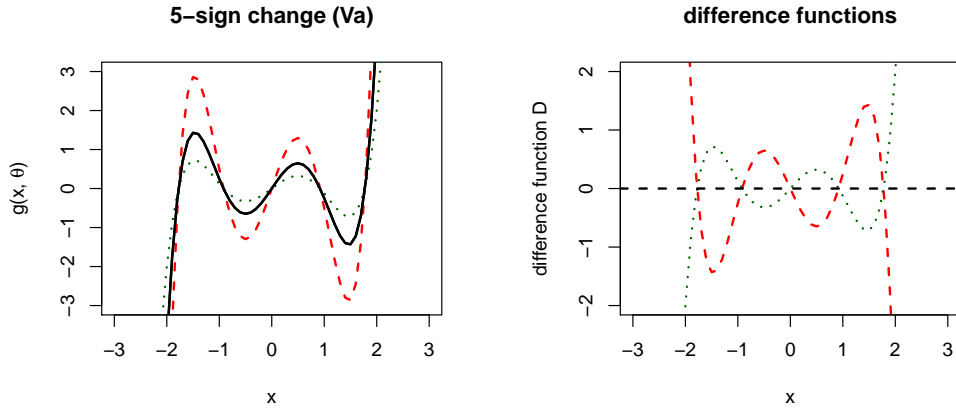 5−sign change (Va)
g(x, θ)
3
2
1
0
−1
−2
−3
−3 −2 −1 0 1 2 3
x
difference functions
difference function D
2
1
0
−1
−2
−3 −2 −1 0 1 2 3
x